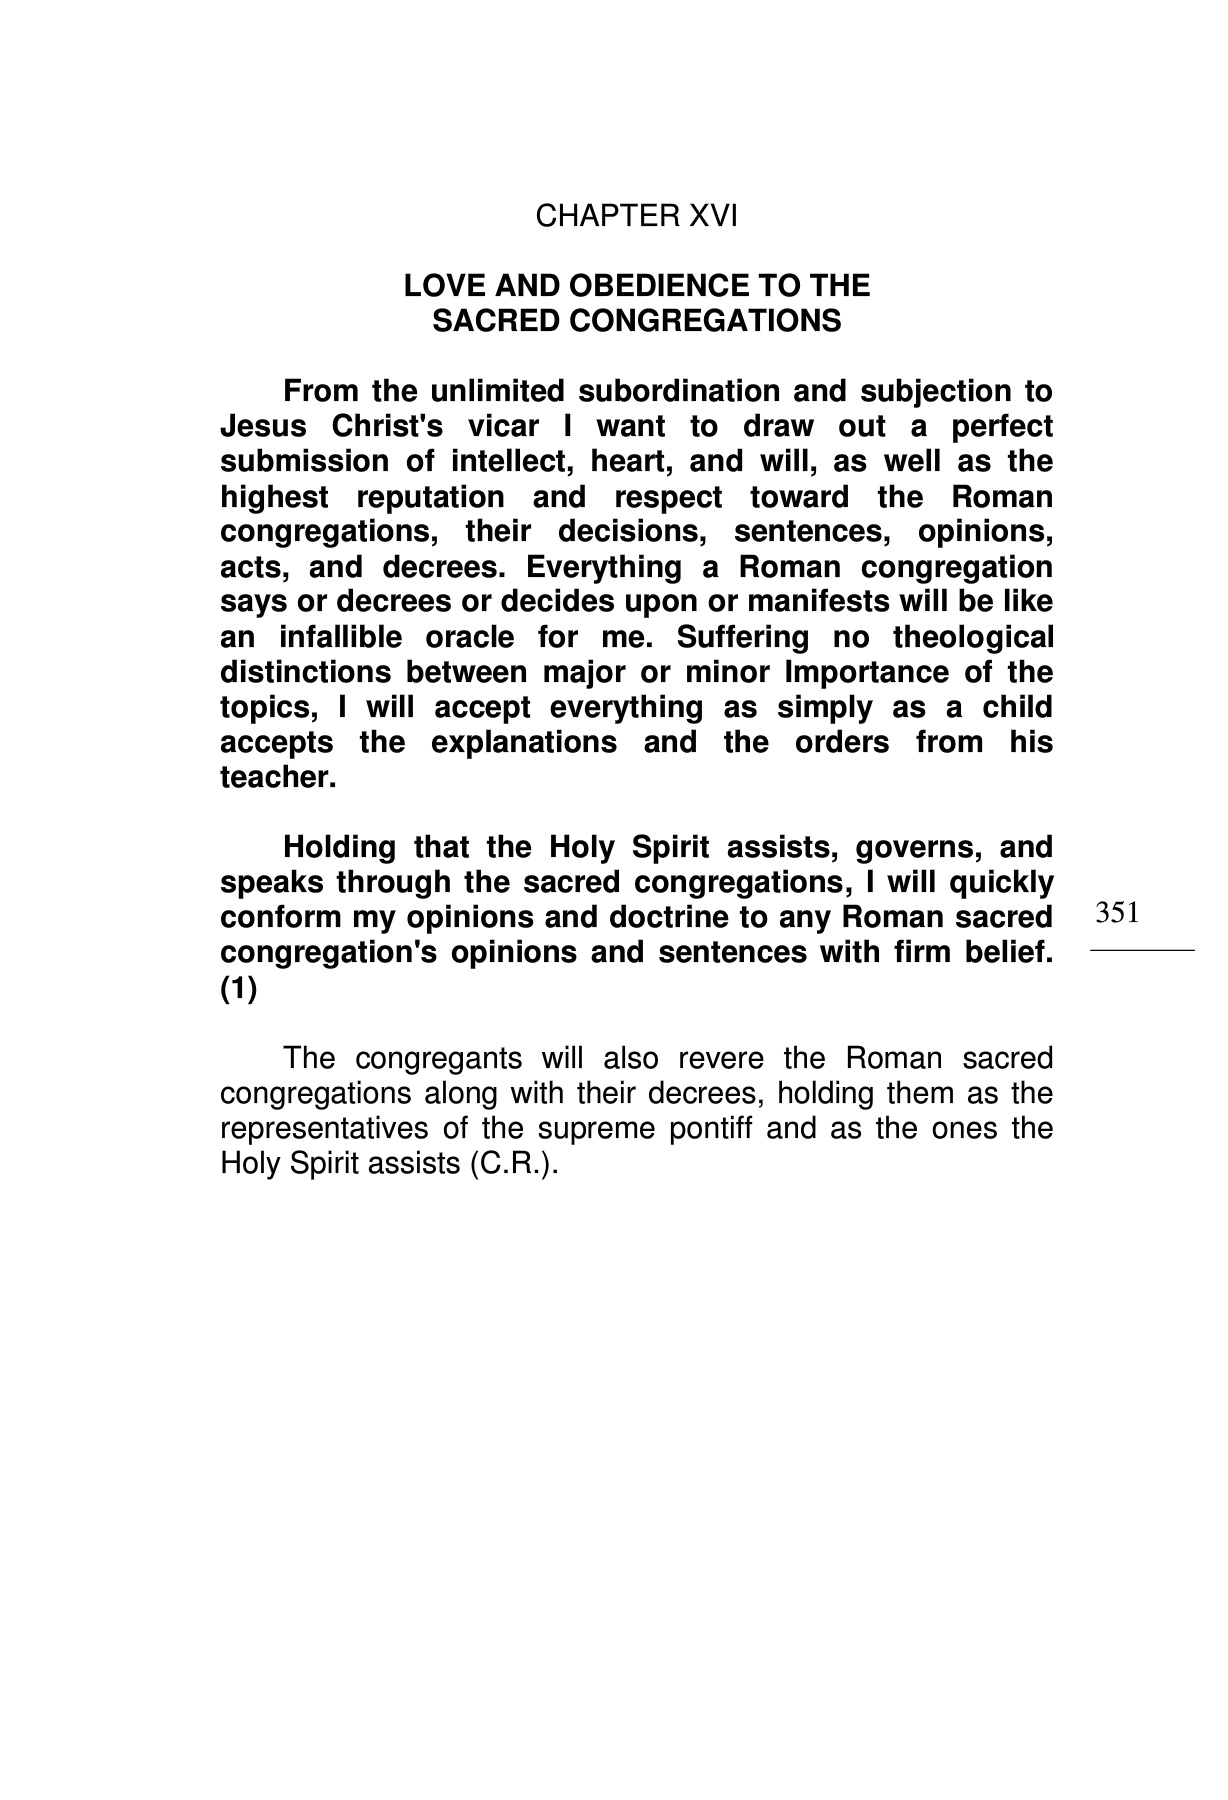 CHAPTER XVI
LOVE AND OBEDIENCE TO THE
SACRED CONGREGATIONS
From the unlimited subordination and subjection to
Jesus Christ's vicar I want to draw out a perfect
submission of intellect, heart, and will, as well as the
highest reputation and respect toward the Roman
congregations, their decisions, sentences, opinions,
acts, and decrees. Everything a Roman congregation
says or decrees or decides upon or manifests will be like
an infallible oracle for me. Suffering no theological
distinctions between major or minor Importance of the
topics, I will accept everything as simply as a child
accepts the explanations and the orders from his
teacher.
Holding that the Holy Spirit assists, governs, and
speaks through the sacred congregations, I will quickly
conform my opinions and doctrine to any Roman sacred
congregation's opinions and sentences with firm belief.
(1)
351
The congregants will also revere the Roman sacred
congregations along with their decrees, holding them as the
representatives of the supreme pontiff and as the ones the
Holy Spirit assists (C.R.).